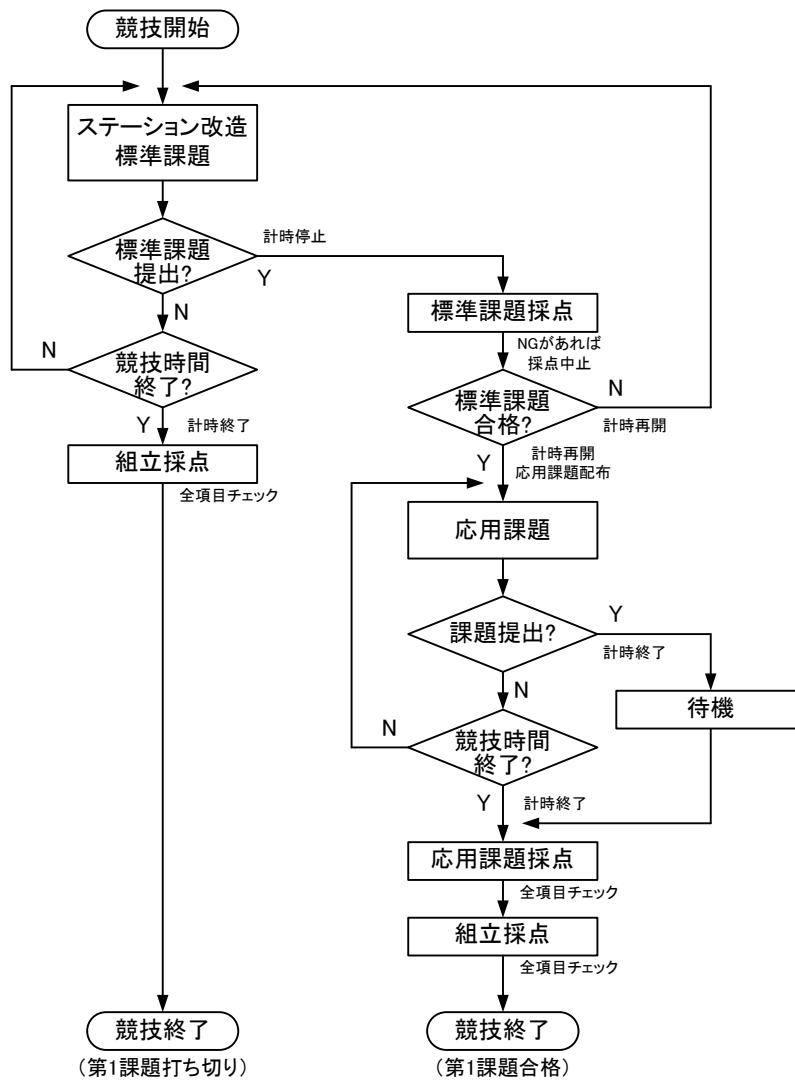 競技開始
ステーション改造
標準課題
標準課題
提出?
計時停止
Y
N
競技時間
終了?
N
Y
計時終了
組立採点
全項目チェック
競技終了
(第1課題打ち切り)
標準課題採点
NGがあれば
採点中止
標準課題
合格?
N
計時再開
Y
計時再開
応用課題配布
応用課題
課題提出?
Y
計時終了
待機
N
競技時間
終了?
N
Y
計時終了
応用課題採点
全項目チェック
組立採点
全項目チェック
競技終了
(第1課題合格)